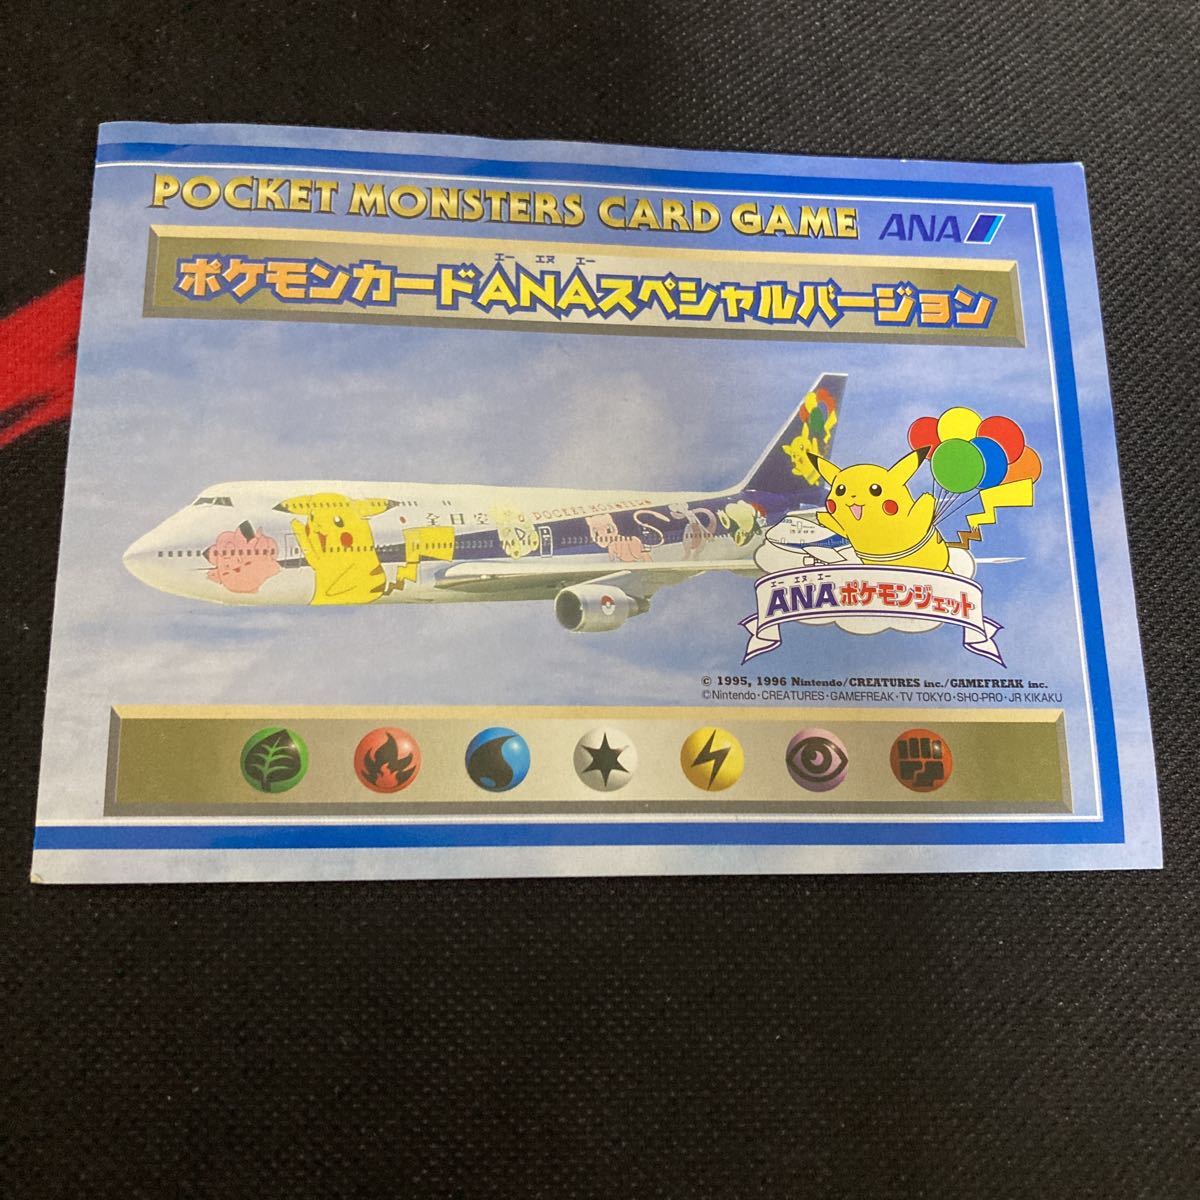 POCKET MONSTERS CARD GAME ANA
エー エヌ エー
ポケモンカードANAスペシャルバージョン
全日空 POCKET MONSTERS
エー エヌ エー
ANAポケモンジェット
© 1995, 1996 Nintendo/CREATURES inc./GAMEFREAK inc.
©Nintendo・CREATURES・GAMEFREAK・TV TOKYO・SHO-PRO・JR KIKAKU